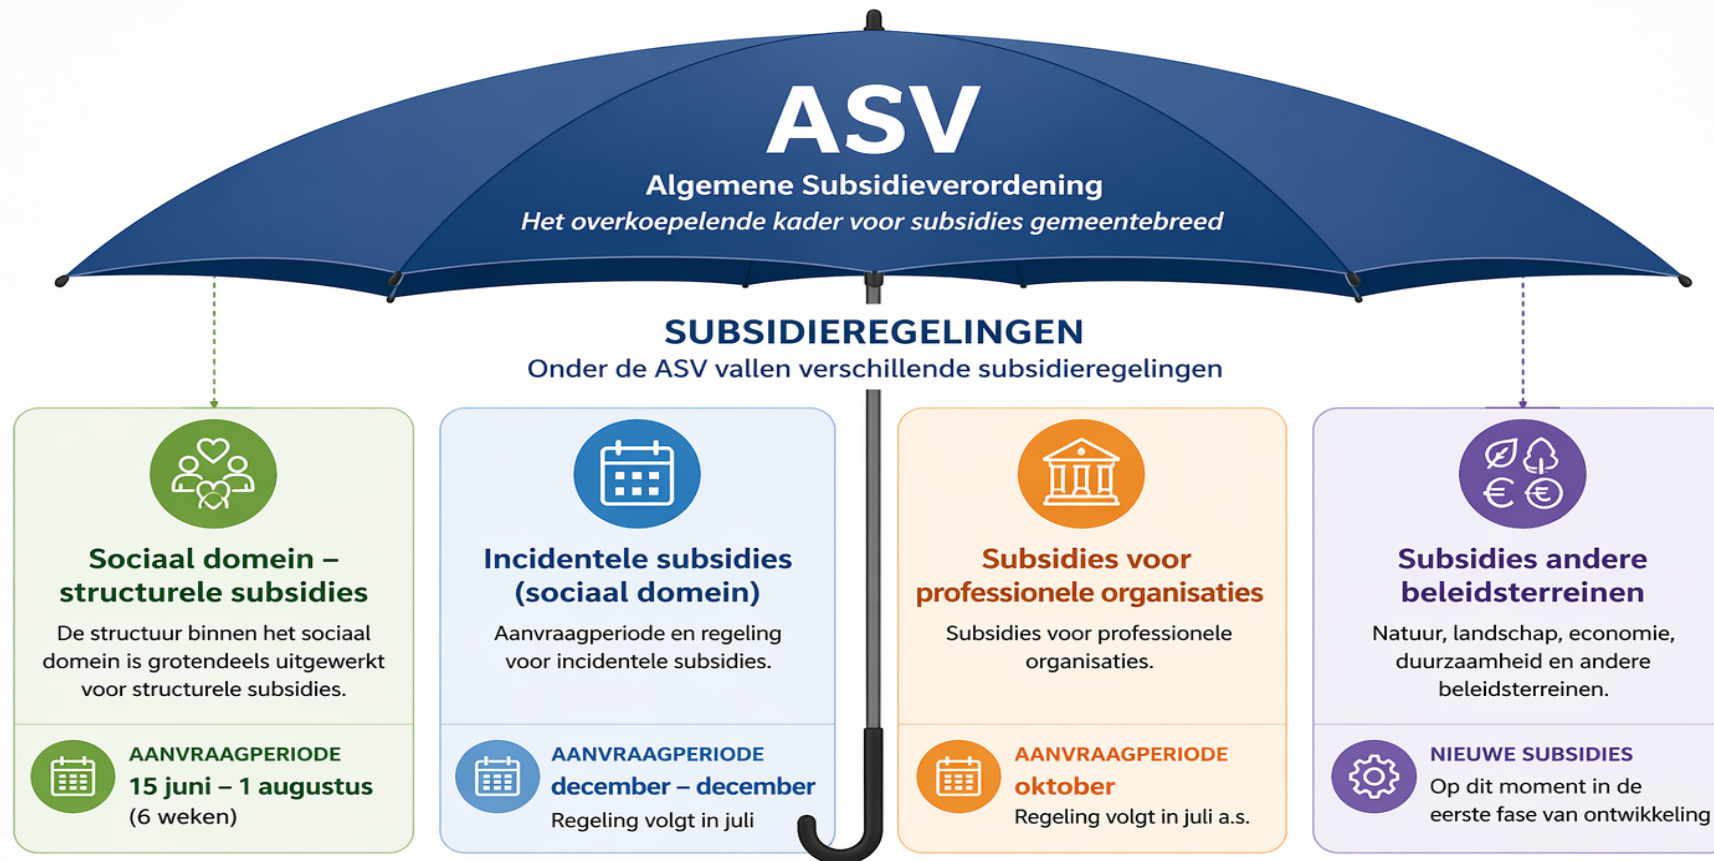 ASV
Algemene Subsidieverordening
Het overkoepelende kader voor subsidies gemeentebreed
SUBSIDIEREGELINGEN
Onder de ASV vallen verschillende subsidieregelingen
Sociaal domein –
structurele subsidies
De structuur binnen het sociaal
domein is grotendeels uitgewerkt
voor structurele subsidies.
AANVRAAGPERIODE
15 juni – 1 augustus
(6 weken)
Incidentele subsidies
(sociaal domein)
Aanvraagperiode en regeling
voor incidentele subsidies.
AANVRAAGPERIODE
december – december
Regeling volgt in juli
Subsidies voor
professionele organisaties
Subsidies voor professionele
organisaties.
AANVRAAGPERIODE
oktober
Regeling volgt in juli a.s.
Subsidies andere
beleidsterreinen
Natuur, landschap, economie,
duurzaamheid en andere
beleidsterreinen.
NIEUWE SUBSIDIES
Op dit moment in de
eerste fase van ontwikkeling